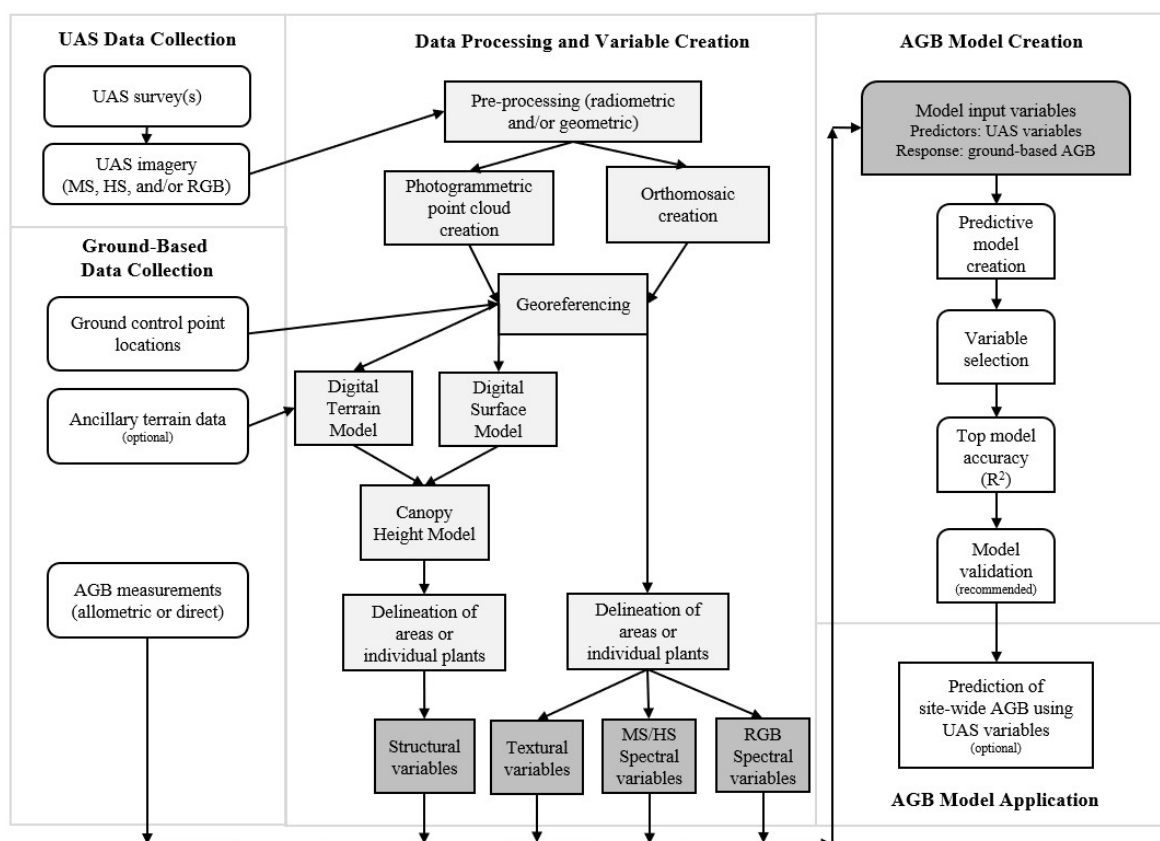 UAS Data Collection
UAS survey(s)
UAS imagery
(MS, HS, and/or RGB)
Ground-Based
Data Collection
Ground control point
locations
Ancillary terrain data
(optional)
AGB measurements
(allometric or direct)
Data Processing and Variable Creation
Pre-processing (radiometric
and/or geometric)
Photogrammetric
point cloud
creation
Orthomosaic
creation
Georeferencing
Digital
Terrain
Model
Digital
Surface
Model
Canopy
Height Model
Delineation of
areas or
individual plants
Delineation of
areas or
individual plants
Structural
variables
Textural
variables
MS/HS
Spectral
variables
RGB
Spectral
variables
AGB Model Creation
Model input variables
Predictors: UAS variables
Response: ground-based AGB
Predictive
model
creation
Variable
selection
Top model
accuracy
(R²)
Model
validation
(recommended)
Prediction of
site-wide AGB using
UAS variables
(optional)
AGB Model Application